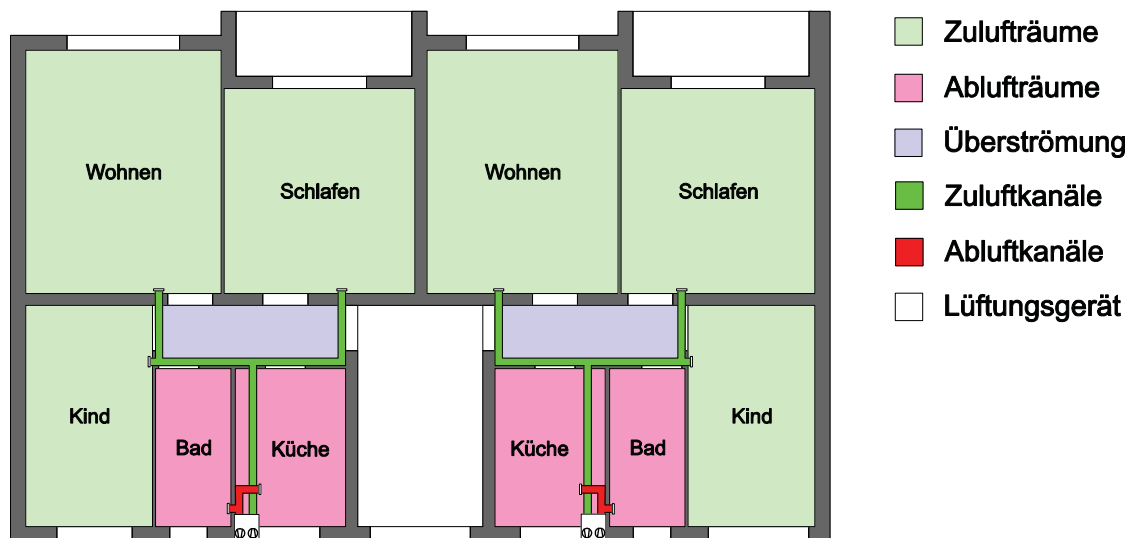 Wohnen
Schlafen
Wohnen
Schlafen
Kind
Bad
Küche
Küche
Bad
Kind
Zulufträume
Ablufträume
Überströmung
Zuluftkanäle
Abluftkanäle
Lüftungsgerät